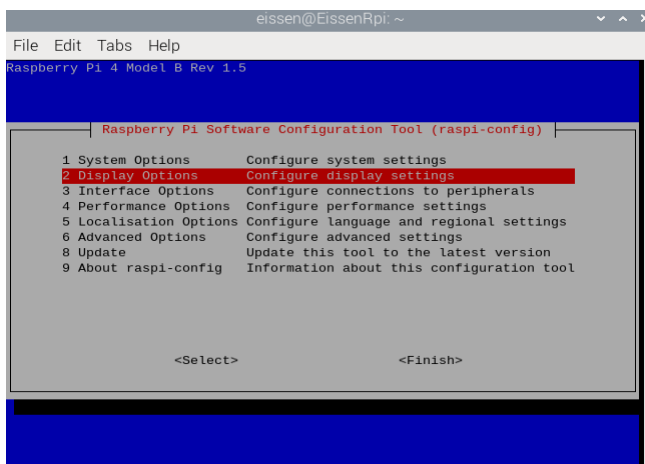 eissen@EissenRpi: ~
File Edit Tabs Help
Raspberry Pi 4 Model B Rev 1.5
Raspberry Pi Software Configuration Tool (raspi-config)
1 System Options Configure system settings
2 Display Options Configure display settings
3 Interface Options Configure connections to peripherals
4 Performance Options Configure performance settings
5 Localisation Options Configure language and regional settings
6 Advanced Options Configure advanced settings
8 Update Update this tool to the latest version
9 About raspi-config Information about this configuration tool
<Select> <Finish>